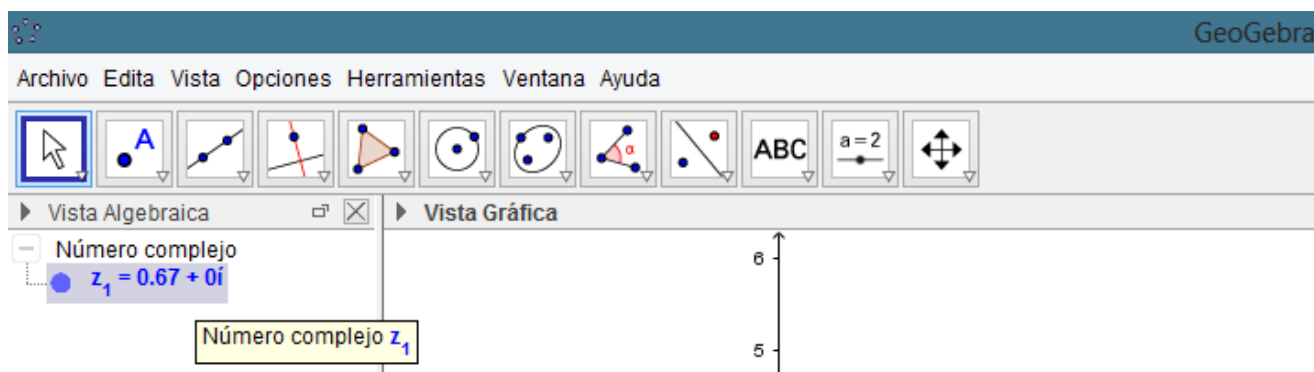 GeoGebra
Archivo Edita Vista Opciones Herramientas Ventana Ayuda
A α ABC a=2
Vista Algebraica Vista Gráfica
Número complejo
z₁ = 0.67 + 0í
Número complejo z₁
6
5